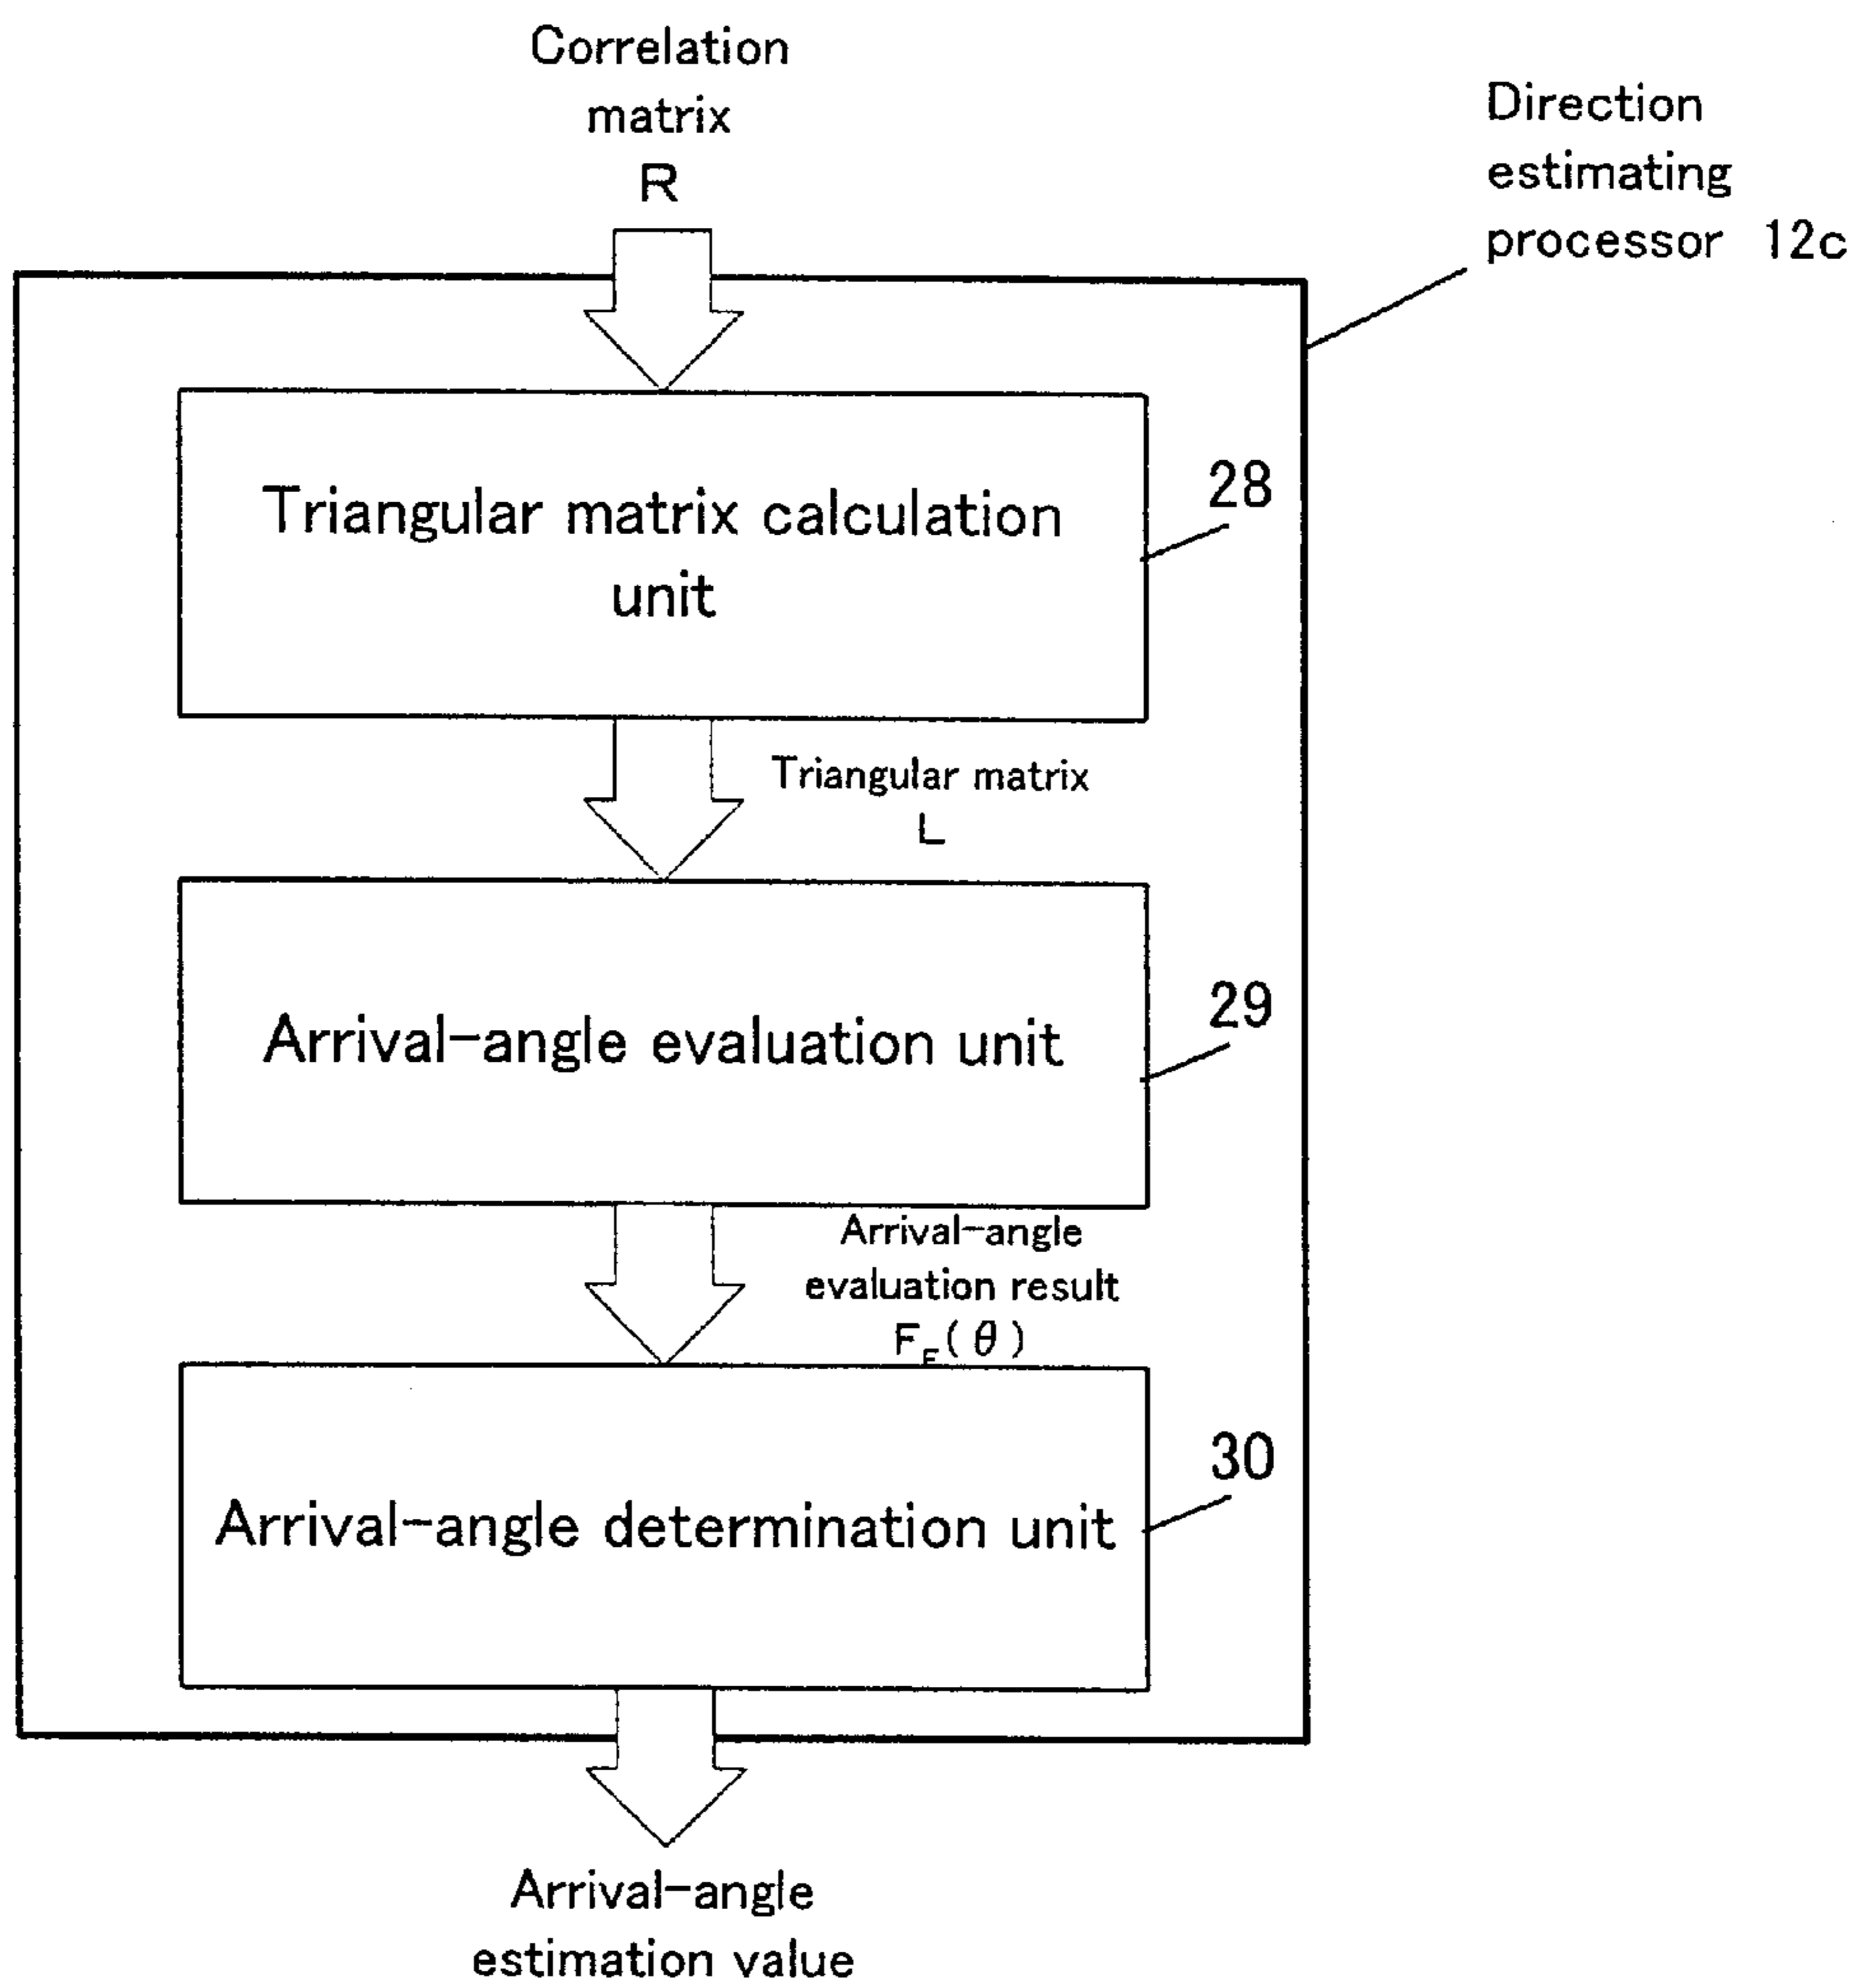 Correlation
matrix
R
Direction
estimating
processor 12c
Triangular matrix calculation
unit
28
Triangular matrix
L
Arrival-angle evaluation unit
29
Arrival-angle
evaluation result
F_F(θ)
Arrival-angle determination unit
30
Arrival-angle
estimation value